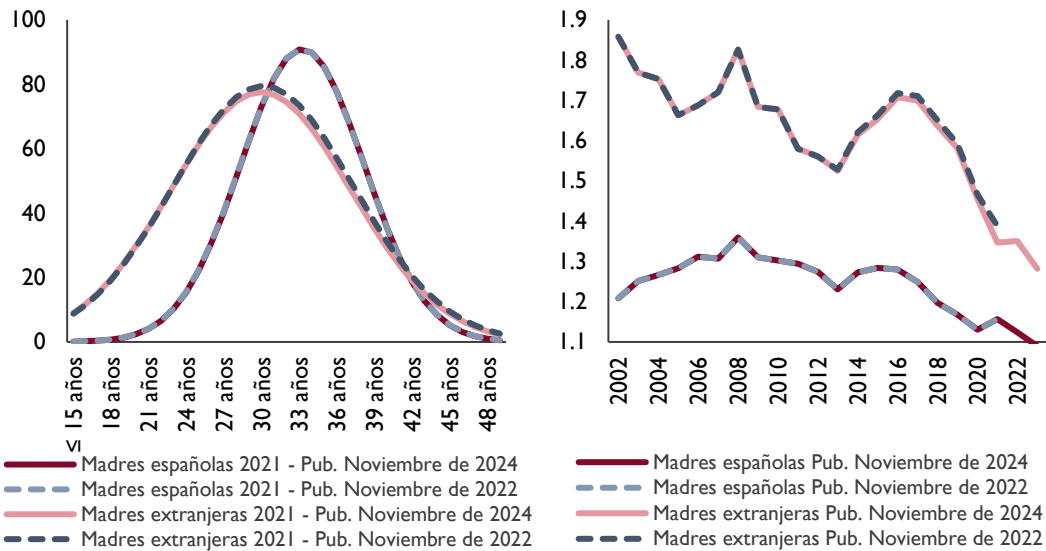 100
80
60
40
20
0
≤ 15 años
18 años
21 años
24 años
27 años
30 años
33 años
36 años
39 años
42 años
45 años
48 años
Madres españolas 2021 - Pub. Noviembre de 2024
Madres españolas 2021 - Pub. Noviembre de 2022
Madres extranjeras 2021 - Pub. Noviembre de 2024
Madres extranjeras 2021 - Pub. Noviembre de 2022
1.9
1.8
1.7
1.6
1.5
1.4
1.3
1.2
1.1
2002
2004
2006
2008
2010
2012
2014
2016
2018
2020
2022
Madres españolas Pub. Noviembre de 2024
Madres españolas Pub. Noviembre de 2022
Madres extranjeras Pub. Noviembre de 2024
Madres extranjeras Pub. Noviembre de 2022